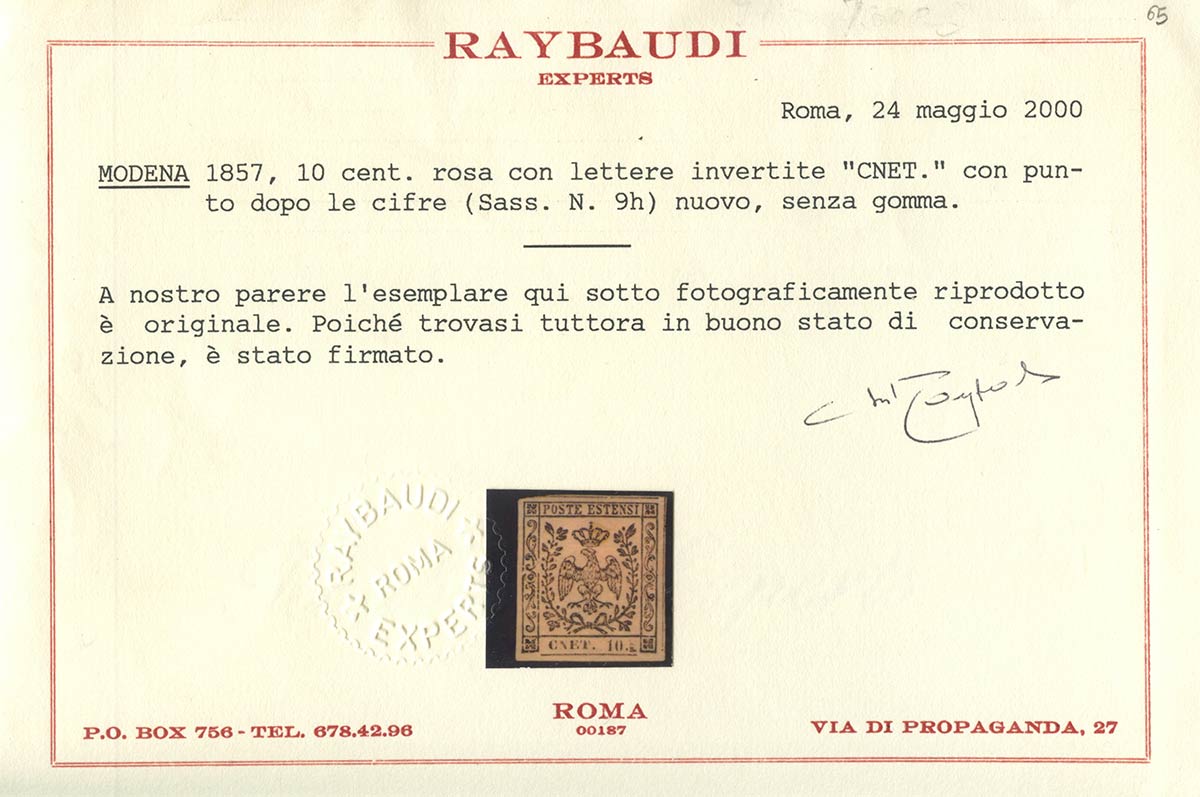 65
RAYBAUDI
EXPERTS
Roma, 24 maggio 2000
MODENA 1857, 10 cent. rosa con lettere invertite "CNET." con pun-
to dopo le cifre (Sass. N. 9h) nuovo, senza gomma.
A nostro parere l'esemplare qui sotto fotograficamente riprodotto
è originale. Poiché trovasi tuttora in buono stato di conserva-
zione, è stato firmato.
RAYBAUDI
ROMA
EXPERTS
POSTE ESTENSI
CNET. 10.
ROMA
00187
P.O. BOX 756 - TEL. 678.42.96
VIA DI PROPAGANDA, 27